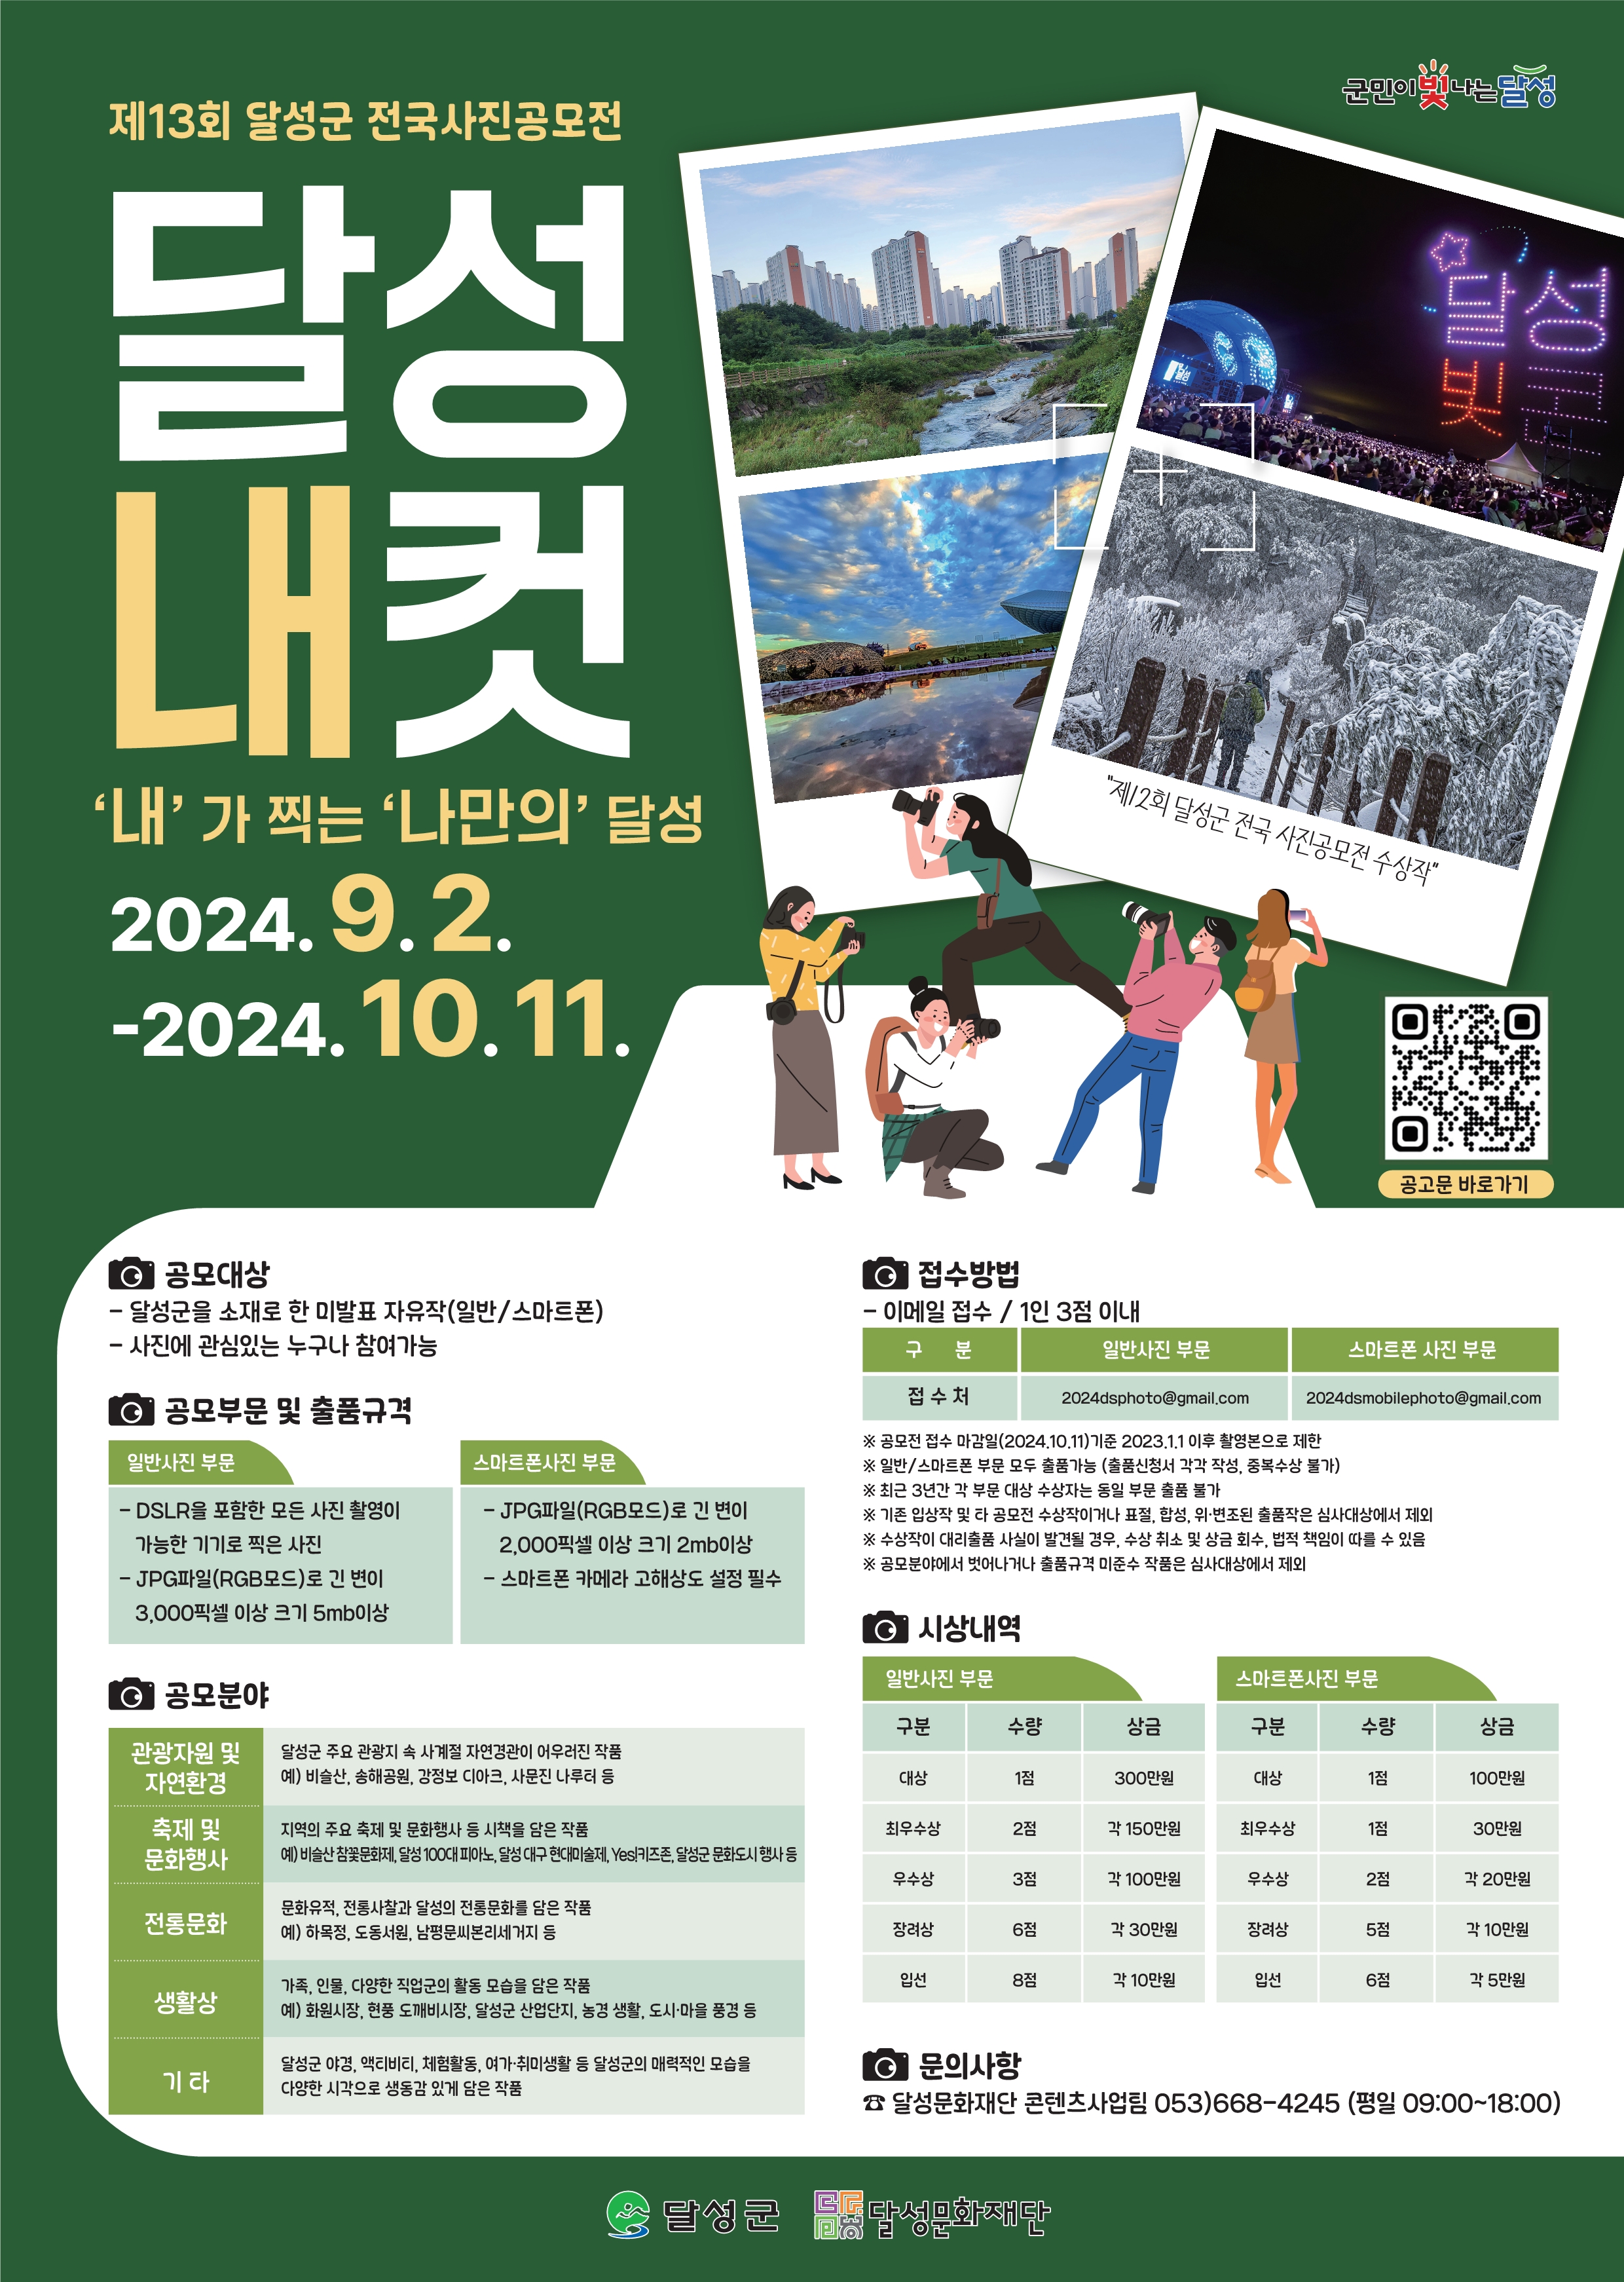 군민이빛나는달성
제13회 달성군 전국사진공모전
달성
내컷
‘내’ 가 찍는 ‘나만의’ 달성
2024. 9. 2.
-2024. 10. 11.
달성
달성
빛
"제12회 달성군 전국 사진공모전 수상작"
공고문 바로가기
공모대상
- 달성군을 소재로 한 미발표 자유작(일반/스마트폰)
- 사진에 관심있는 누구나 참여가능
공모부문 및 출품규격
일반사진 부문
- DSLR을 포함한 모든 사진 촬영이
가능한 기기로 찍은 사진
- JPG파일(RGB모드)로 긴 변이
3,000픽셀 이상 크기 5mb이상
스마트폰사진 부문
- JPG파일(RGB모드)로 긴 변이
2,000픽셀 이상 크기 2mb이상
- 스마트폰 카메라 고해상도 설정 필수
공모분야
관광자원 및
자연환경
달성군 주요 관광지 속 사계절 자연경관이 어우러진 작품
예) 비슬산, 송해공원, 강정보 디아크, 사문진 나루터 등
축제 및
문화행사
지역의 주요 축제 및 문화행사 등 시책을 담은 작품
예) 비슬산 참꽃문화제, 달성 100대 피아노, 달성 대구 현대미술제, Yes!키즈존, 달성군 문화도시 행사 등
전통문화
문화유적, 전통사찰과 달성의 전통문화를 담은 작품
예) 하목정, 도동서원, 남평문씨본리세거지 등
생활상
가족, 인물, 다양한 직업군의 활동 모습을 담은 작품
예) 화원시장, 현풍 도깨비시장, 달성군 산업단지, 농경 생활, 도시·마을 풍경 등
기 타
달성군 야경, 액티비티, 체험활동, 여가·취미생활 등 달성군의 매력적인 모습을
다양한 시각으로 생동감 있게 담은 작품
접수방법
- 이메일 접수 / 1인 3점 이내
구 분 일반사진 부문 스마트폰 사진 부문
접 수 처 2024dsphoto@gmail.com 2024dsmobilephoto@gmail.com
※ 공모전 접수 마감일(2024.10.11)기준 2023.1.1 이후 촬영본으로 제한
※ 일반/스마트폰 부문 모두 출품가능 (출품신청서 각각 작성, 중복수상 불가)
※ 최근 3년간 각 부문 대상 수상자는 동일 부문 출품 불가
※ 기존 입상작 및 타 공모전 수상작이거나 표절, 합성, 위·변조된 출품작은 심사대상에서 제외
※ 수상작이 대리출품 사실이 발견될 경우, 수상 취소 및 상금 회수, 법적 책임이 따를 수 있음
※ 공모분야에서 벗어나거나 출품규격 미준수 작품은 심사대상에서 제외
시상내역
일반사진 부문
구분 수량 상금
대상 1점 300만원
최우수상 2점 각 150만원
우수상 3점 각 100만원
장려상 6점 각 30만원
입선 8점 각 10만원
스마트폰사진 부문
구분 수량 상금
대상 1점 100만원
최우수상 1점 30만원
우수상 2점 각 20만원
장려상 5점 각 10만원
입선 6점 각 5만원
문의사항
☎ 달성문화재단 콘텐츠사업팀 053)668-4245 (평일 09:00~18:00)
달성군 달성문화재단